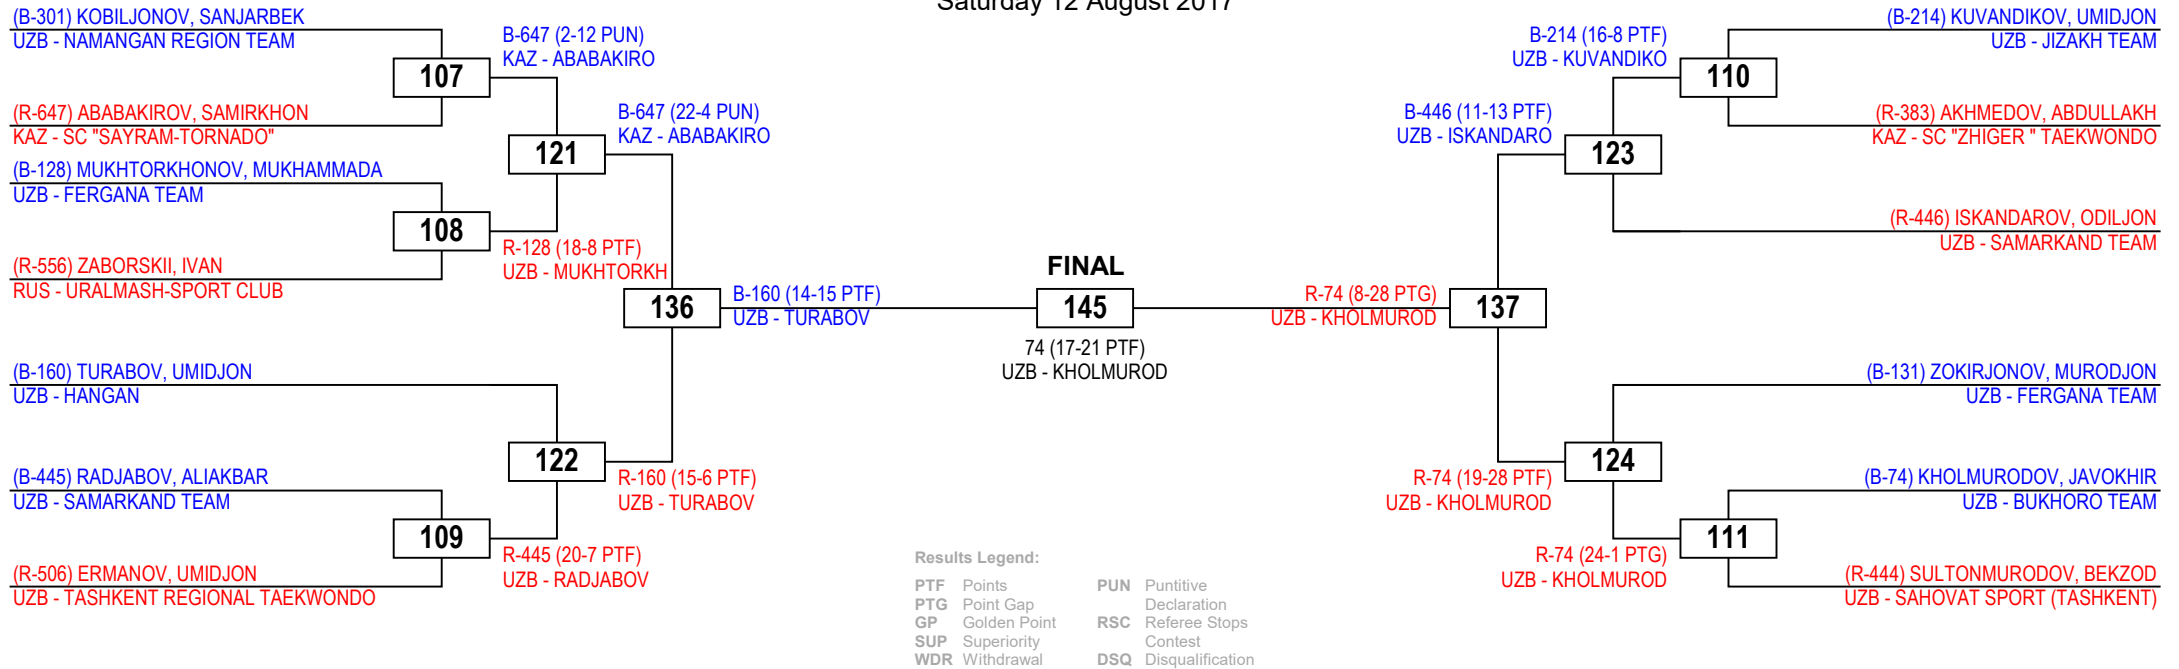 Saturday 12 August 2017
(B-301) KOBILJONOV, SANJARBEK
UZB - NAMANGAN REGION TEAM
107
(R-647) ABABAKIROV, SAMIRKHON
KAZ - SC "SAYRAM-TORNADO"
B-647 (2-12 PUN)
KAZ - ABABAKIRO
(B-128) MUKHTORKHONOV, MUKHAMMADA
UZB - FERGANA TEAM
108
(R-556) ZABORSKII, IVAN
RUS - URALMASH-SPORT CLUB
R-128 (18-8 PTF)
UZB - MUKHTORKH
121
B-647 (22-4 PUN)
KAZ - ABABAKIRO
136
B-160 (14-15 PTF)
UZB - TURABOV
(B-160) TURABOV, UMIDJON
UZB - HANGAN
122
R-160 (15-6 PTF)
UZB - TURABOV
(B-445) RADJABOV, ALIAKBAR
UZB - SAMARKAND TEAM
109
(R-506) ERMANOV, UMIDJON
UZB - TASHKENT REGIONAL TAEKWONDO
R-445 (20-7 PTF)
UZB - RADJABOV
FINAL
145
74 (17-21 PTF)
UZB - KHOLMUROD
(B-214) KUVANDIKOV, UMIDJON
UZB - JIZAKH TEAM
110
(R-383) AKHMEDOV, ABDULLAKH
KAZ - SC "ZHIGER " TAEKWONDO
B-214 (16-8 PTF)
UZB - KUVANDIKO
B-446 (11-13 PTF)
UZB - ISKANDARO
123
(R-446) ISKANDAROV, ODILJON
UZB - SAMARKAND TEAM
R-74 (8-28 PTG)
UZB - KHOLMUROD
137
(B-131) ZOKIRJONOV, MURODJON
UZB - FERGANA TEAM
124
R-74 (19-28 PTF)
UZB - KHOLMUROD
(B-74) KHOLMURODOV, JAVOKHIR
UZB - BUKHORO TEAM
111
R-74 (24-1 PTG)
UZB - KHOLMUROD
(R-444) SULTONMURODOV, BEKZOD
UZB - SAHOVAT SPORT (TASHKENT)
Results Legend:
PTF Points
PTG Point Gap
GP Golden Point
SUP Superiority
WDR Withdrawal
PUN Puntitive
Declaration
RSC Referee Stops
Contest
DSQ Disqualification